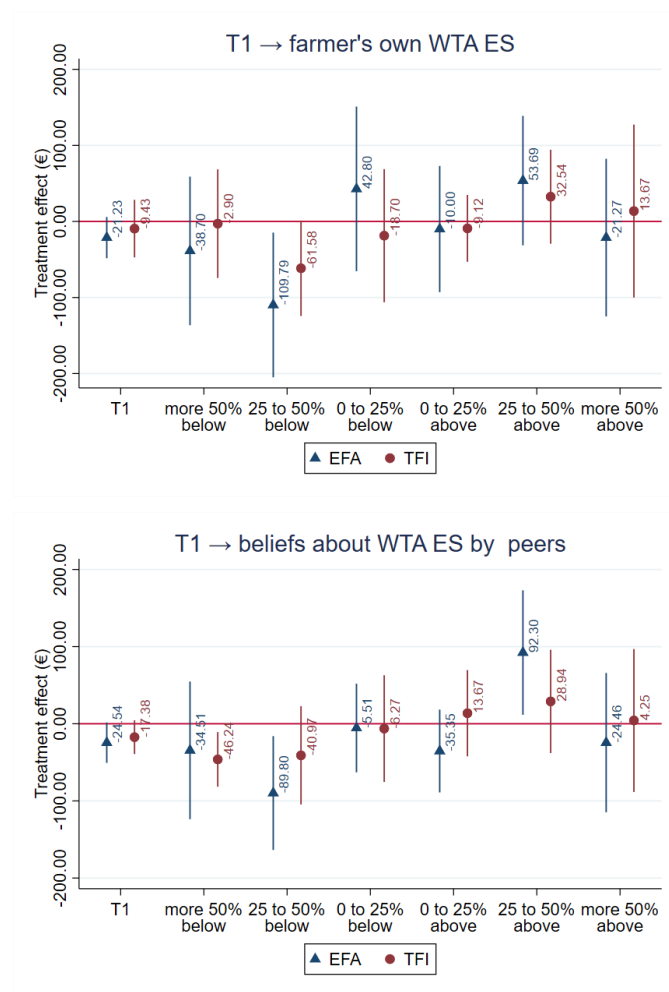 T1 → farmer's own WTA ES
Treatment effect (€)
200.00
100.00
0.00
-100.00
-200.00
-21.23
-9.43
-38.70
-2.90
-109.79
-61.58
42.80
-18.70
-10.00
-9.12
53.69
32.54
-21.27
13.67
T1
more 50% below
25 to 50% below
0 to 25% below
0 to 25% above
25 to 50% above
more 50% above
EFA
TFI
T1 → beliefs about WTA ES by peers
Treatment effect (€)
200.00
100.00
0.00
-100.00
-200.00
-24.54
-17.38
-34.51
-46.24
-89.80
-40.97
-5.51
-6.27
-35.35
13.67
92.30
28.94
-24.46
4.25
T1
more 50% below
25 to 50% below
0 to 25% below
0 to 25% above
25 to 50% above
more 50% above
EFA
TFI